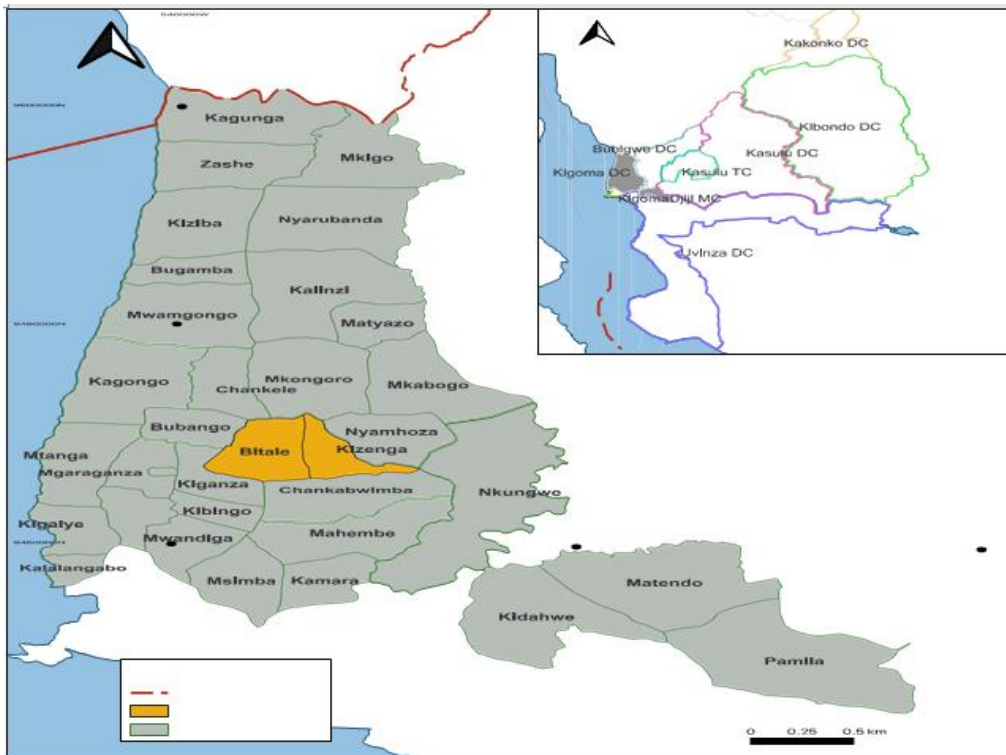 Kagunga
Zashe
MkIgo
KIzIba
Nyarubanda
Bugamba
KalInzI
Mwamgongo
Matyazo
Kagongo
Mkongoro
Chankele
Mkabogo
Bubango
Nyamhoza
BItale
KIzenga
Mtanga
Mgaraganza
KIganza
ChankabwImba
Nkungwe
KIbIngo
KIgalye
MwandIga
Mahembe
Katalangabo
MsImba
Kamara
Matendo
KIdahwe
PamIla
0 0.25 0.5 km
Kakonko DC
KIbondo DC
BuhIgwe DC
Kasulu DC
KIgoma DC
Kasulu TC
UvInza DC